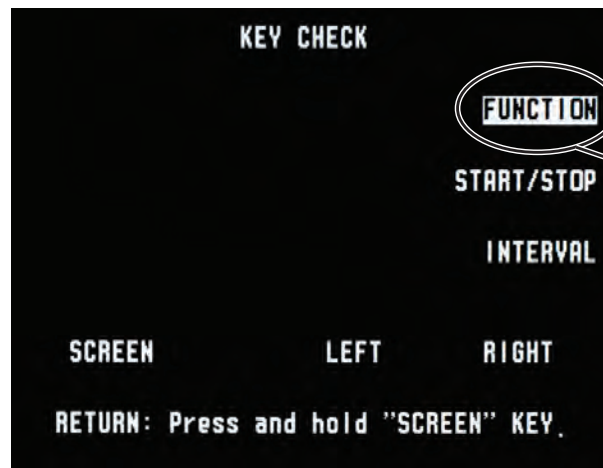 KEY CHECK
FUNCTION
START/STOP
INTERVAL
SCREEN LEFT RIGHT
RETURN: Press and hold ”SCREEN” KEY.